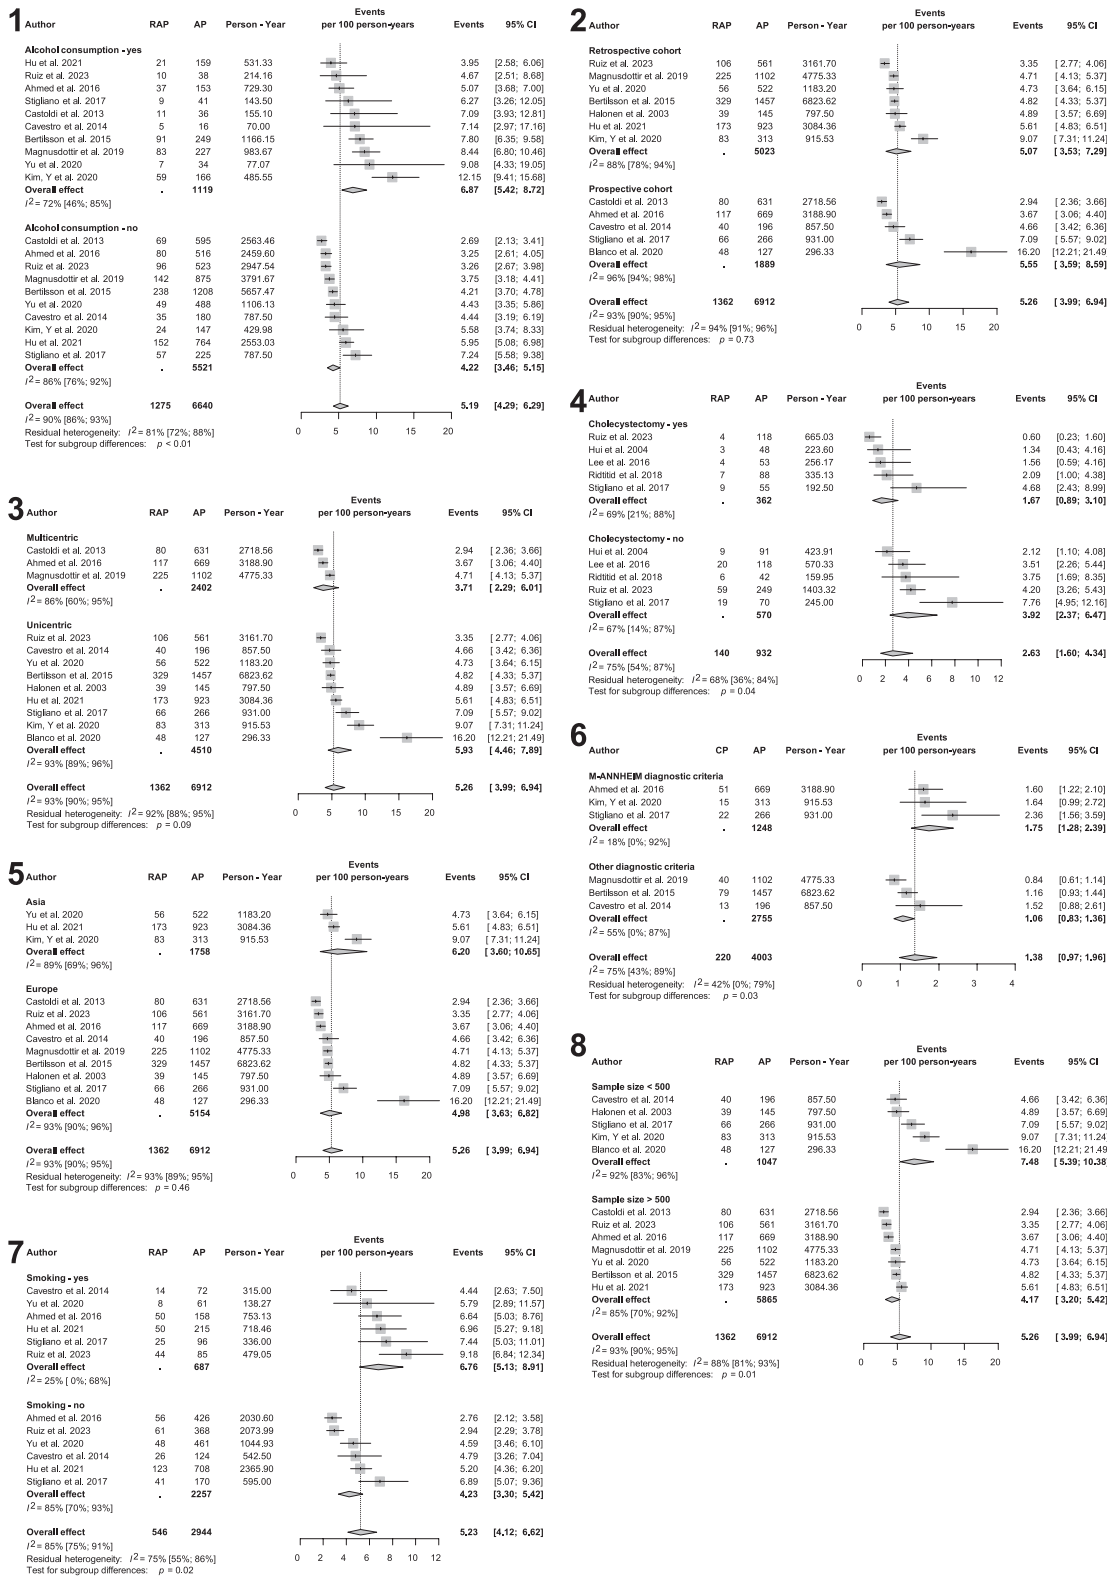 1
Events
Author RAP AP Person - Year per 100 person-years Events 95% CI
Alcohol consumption - yes
Hu et al. 2021 21 159 531.33 3.95 [2.58; 6.06]
Ruiz et al. 2023 10 38 214.16 4.67 [2.51; 8.68]
Ahmed et al. 2016 37 153 729.30 5.07 [3.68; 7.00]
Stigliano et al. 2017 9 41 143.50 6.27 [3.26; 12.05]
Castoldi et al. 2013 11 36 155.10 7.09 [3.93; 12.81]
Cavestro et al. 2014 5 16 70.00 7.14 [2.97; 17.16]
Bertilsson et al. 2015 91 249 1166.15 7.80 [6.35; 9.58]
Magnusdottir et al. 2019 83 227 983.67 8.44 [6.80; 10.46]
Yu et al. 2020 7 34 77.07 9.08 [4.33; 19.05]
Kim, Y et al. 2020 59 166 485.55 12.15 [9.41; 15.68]
Overall effect . 1119 6.87 [5.42; 8.72]
I2 = 72% [46%; 85%]
Alcohol consumption - no
Castoldi et al. 2013 69 595 2563.46 2.69 [2.13; 3.41]
Ahmed et al. 2016 80 516 2459.60 3.25 [2.61; 4.05]
Ruiz et al. 2023 96 523 2947.54 3.26 [2.67; 3.98]
Magnusdottir et al. 2019 142 875 3791.67 3.75 [3.18; 4.41]
Bertilsson et al. 2015 238 1208 5657.47 4.21 [3.70; 4.78]
Yu et al. 2020 49 488 1106.13 4.43 [3.35; 5.86]
Cavestro et al. 2014 35 180 787.50 4.44 [3.19; 6.19]
Kim, Y et al. 2020 24 147 429.98 5.58 [3.74; 8.33]
Hu et al. 2021 152 764 2553.03 5.95 [5.08; 6.98]
Stigliano et al. 2017 57 225 787.50 7.24 [5.58; 9.38]
Overall effect . 5521 4.22 [3.46; 5.15]
I2 = 86% [76%; 92%]
Overall effect 1275 6640 5.19 [4.29; 6.29]
I2 = 90% [86%; 93%]
Residual heterogeneity: I2 = 81% [72%; 88%]
Test for subgroup differences: p < 0.01
5 10 15 20
2
Events
Author RAP AP Person - Year per 100 person-years Events 95% CI
Retrospective cohort
Ruiz et al. 2023 106 561 3161.70 3.35 [2.77; 4.06]
Magnusdottir et al. 2019 225 1102 4775.33 4.71 [4.13; 5.37]
Yu et al. 2020 56 522 1183.20 4.73 [3.64; 6.15]
Bertilsson et al. 2015 329 1457 6823.62 4.82 [4.33; 5.37]
Halonen et al. 2003 39 145 797.50 4.89 [3.57; 6.69]
Hu et al. 2021 173 923 3084.36 5.61 [4.83; 6.51]
Kim, Y et al. 2020 83 313 915.53 9.07 [7.31; 11.24]
Overall effect . 5023 5.07 [3.53; 7.29]
I2 = 88% [78%; 94%]
Prospective cohort
Castoldi et al. 2013 80 631 2718.56 2.94 [2.36; 3.66]
Ahmed et al. 2016 117 669 3188.90 3.67 [3.06; 4.40]
Cavestro et al. 2014 40 196 857.50 4.66 [3.42; 6.36]
Stigliano et al. 2017 66 266 931.00 7.09 [5.57; 9.02]
Blanco et al. 2020 48 127 296.33 16.20 [12.21; 21.49
Overall effect . 1889 5.55 [3.59; 8.59]
I2 = 96% [94%; 98%]
Overall effect 1362 6912 5.26 [3.99; 6.94]
I2 = 93% [90%; 95%]
Residual heterogeneity: I2 = 94% [91%; 96%]
Test for subgroup differences: p = 0.73
0 5 10 15 20
3
Events
Author RAP AP Person - Year per 100 person-years Events 95% CI
Multicentric
Castoldi et al. 2013 80 631 2718.56 2.94 [ 2.36; 3.66]
Ahmed et al. 2016 117 669 3188.90 3.67 [ 3.06; 4.40]
Magnusdottir et al. 2019 225 1102 4775.33 4.71 [ 4.13; 5.37]
Overall effect . 2402 3.71 [ 2.29; 6.01]
I2 = 86% [60%; 95%]
Unicentric
Ruiz et al. 2023 106 561 3161.70 3.35 [ 2.77; 4.06]
Cavestro et al. 2014 40 196 857.50 4.66 [ 3.42; 6.36]
Yu et al. 2020 56 522 1183.20 4.73 [ 3.64; 6.15]
Bertilsson et al. 2015 329 1457 6823.62 4.82 [ 4.33; 5.37]
Halonen et al. 2003 39 145 797.50 4.89 [ 3.57; 6.69]
Hu et al. 2021 173 923 3084.36 5.61 [ 4.83; 6.51]
Stigliano et al. 2017 66 266 931.00 7.09 [ 5.57; 9.02]
Kim, Y et al. 2020 83 313 915.53 9.07 [ 7.31; 11.24]
Blanco et al. 2020 48 127 296.33 16.20 [12.21; 21.49]
Overall effect . 4510 5,93 [ 4.46; 7.89]
I2 = 93% [89%; 96%]
Overall effect 1362 6912 5.26 [ 3.99; 6.94]
I2 = 93% [90%; 95%]
Residual heterogeneity: I2 = 92% [88%; 95%]
Test for subgroup differences: p = 0.09
0 5 10 15 20
4
Events
Author RAP AP Person - Year per 100 person-years Events 95% CI
Cholecystectomy - yes
Ruiz et al. 2023 4 118 665.03 0.60 [0.23; 1.60]
Hui et al. 2004 3 48 223.60 1.34 [0.43; 4.16]
Lee et al. 2016 4 53 256.17 1.56 [0.59; 4.16]
Ridtitid et al. 2018 7 88 335.13 2.09 [1.00; 4.38]
Stigliano et al. 2017 9 55 192.50 4.68 [2.43; 8.99]
Overall effect . 362 1.67 [0.89; 3.10]
I2 = 69% [21%; 88%]
Cholecystectomy - no
Hui et al. 2004 9 91 423.91 2.12 [1.10; 4.08]
Lee et al. 2016 20 118 570.33 3.51 [2.26; 5.44]
Ridtitid et al. 2018 6 42 159.95 3.75 [1.69; 8.35]
Ruiz et al. 2023 59 249 1403.32 4.20 [3.26; 5.43]
Stigliano et al. 2017 19 70 245.00 7.76 [4.95; 12.16]
Overall effect . 570 3.92 [2.37; 6.47]
I2 = 67% [14%; 87%]
Overall effect 140 932 2.63 [1.60; 4.34]
I2 = 75% [54%; 87%]
Residual heterogeneity: I2 = 68% [36%; 84%]
Test for subgroup differences: p = 0.04
0 2 4 6 8 10 12
5
Events
Author RAP AP Person - Year per 100 person-years Events 95% CI
Asia
Yu et al. 2020 56 522 1183.20 4.73 [ 3.64; 6.15]
Hu et al. 2021 173 923 3084.36 5.61 [ 4.83; 6.51]
Kim, Y et al. 2020 83 313 915.53 9.07 [ 7.31; 11.24]
Overall effect . 1758 6.20 [ 3.60; 10.65]
I2 = 89% [69%; 96%]
Europe
Castoldi et al. 2013 80 631 2718.56 2.94 [ 2.36; 3.66]
Ruiz et al. 2023 106 561 3161.70 3.35 [ 2.77; 4.06]
Ahmed et al. 2016 117 669 3188.90 3.67 [ 3.06; 4.40]
Cavestro et al. 2014 40 196 857.50 4.66 [ 3.42; 6.36]
Magnusdottir et al. 2019 225 1102 4775.33 4.71 [ 4.13; 5.37]
Bertilsson et al. 2015 329 1457 6823.62 4.82 [ 4.33; 5.37]
Halonen et al. 2003 39 145 797.50 4.89 [ 3.57; 6.69]
Stigliano et al. 2017 66 266 931.00 7.09 [ 5.57; 9.02]
Blanco et al. 2020 48 127 296.33 16.20 [12.21; 21.49]
Overall effect . 5154 4,98 [ 3,63; 6,82]
I2 = 93% [90%; 96%]
Overall effect 1362 6912 5.26 [ 3.99; 6.94]
I2 = 93% [90%; 95%]
Residual heterogeneity: I2 = 93% [89%; 95%]
Test for subgroup differences: p = 0.46
0 5 10 15 20
6
Events
Author CP AP Person - Year per 100 person-years Events 95% CI
M-ANNHEIM diagnostic criteria
Ahmed et al. 2016 51 669 3188.90 1.60 [1.22; 2.10]
Kim, Y et al. 2020 15 313 915.53 1.64 [0.99; 2.72]
Stigliano et al. 2017 22 266 931.00 2.36 [1.56; 3.59]
Overall effect . 1248 1.75 [1.28; 2.39]
I2 = 18% [0%; 92%]
Other diagnostic criteria
Magnusdottir et al. 2019 40 1102 4775.33 0.84 [0.61; 1.14]
Bertilsson et al. 2015 79 1457 6823.62 1.16 [0.93; 1.44]
Cavestro et al. 2014 13 196 857.50 1.52 [0.88; 2.61]
Overall effect . 2755 1.06 [0,83; 1.36]
I2 = 55% [0%; 87%]
Overall effect 220 4003 1,38 [0,97; 1,96]
I2 = 75% [43%; 89%]
Residual heterogeneity: I2 = 42% [0%; 79%]
Test for subgroup differences: p = 0.03
0 1 2 3 4
7
Events
Author RAP AP Person - Year per 100 person-years Events 95% CI
Smoking - yes
Cavestro et al. 2014 14 72 315.00 4.44 [2.63; 7.50]
Yu et al. 2020 8 61 138.27 5.79 [2.89; 11.57]
Ahmed et al. 2016 50 158 753.13 6.64 [5.03; 8.76]
Hu et al. 2021 50 215 718.46 6.96 [5.27; 9.18]
Stigliano et al. 2017 25 96 336.00 7.44 [5.03; 11.01]
Ruiz et al. 2023 44 85 479.05 9.18 [6.84; 12.34]
Overall effect . 687 6.76 [5.13; 8.91]
I2 = 25% [ 0%; 68%]
Smoking - no
Ahmed et al. 2016 56 426 2030.60 2.76 [2.12; 3.58]
Ruiz et al. 2023 61 368 2073.99 2.94 [2.29; 3.78]
Yu et al. 2020 48 461 1044.93 4.59 [3.46; 6.10]
Cavestro et al. 2014 26 124 542.50 4.79 [3.26; 7.04]
Hu et al. 2021 123 708 2365.90 5.20 [4.36; 6.20]
Stigliano et al. 2017 41 170 595.00 6.89 [5.07; 9.36]
Overall effect . 2257 4.23 [3.30; 5.42]
I2 = 85% [70%; 93%]
Overall effect 546 2944 5,23 [4,12; 6,62]
I2 = 85% [75%; 91%]
Residual heterogeneity: I2 = 75% [55%; 86%]
Test for subgroup differences: p = 0.02
0 2 4 6 8 10 12
8
Events
Author RAP AP Person - Year per 100 person-years Events 95% CI
Sample size < 500
Cavestro et al. 2014 40 196 857.50 4.66 [ 3.42; 6.36]
Halonen et al. 2003 39 145 797.50 4.89 [ 3.57; 6.69]
Stigliano et al. 2017 66 266 931.00 7.09 [ 5.57; 9.02]
Kim, Y et al. 2020 83 313 915.53 9.07 [ 7.31; 11.24
Blanco et al. 2020 48 127 296.33 16.20 [12.21; 21.49
Overall effect . 1047 7.48 [ 5.39; 10.38]
I2 = 92% [83%; 96%]
Sample size > 500
Castoldi et al. 2013 80 631 2718.56 2.94 [ 2.36; 3.66]
Ruiz et al. 2023 106 561 3161.70 3.35 [ 2.77; 4.06]
Ahmed et al. 2016 117 669 3188.90 3.67 [ 3.06; 4.40]
Magnusdottir et al. 2019 225 1102 4775.33 4.71 [ 4.13; 5.37]
Yu et al. 2020 56 522 1183.20 4.73 [ 3.64; 6.15]
Bertilsson et al. 2015 329 1457 6823.62 4.82 [ 4.33; 5.37]
Hu et al. 2021 173 923 3084.36 5.61 [ 4.83; 6.51]
Overall effect . 5865 4.17 [ 3.20; 5.42]
I2 = 85% [70%; 92%]
Overall effect 1362 6912 5.26 [ 3.99; 6.94]
I2 = 93% [90%; 95%]
Residual heterogeneity: I2 = 88% [81%; 93%]
Test for subgroup differences: p = 0.01
0 5 10 15 20